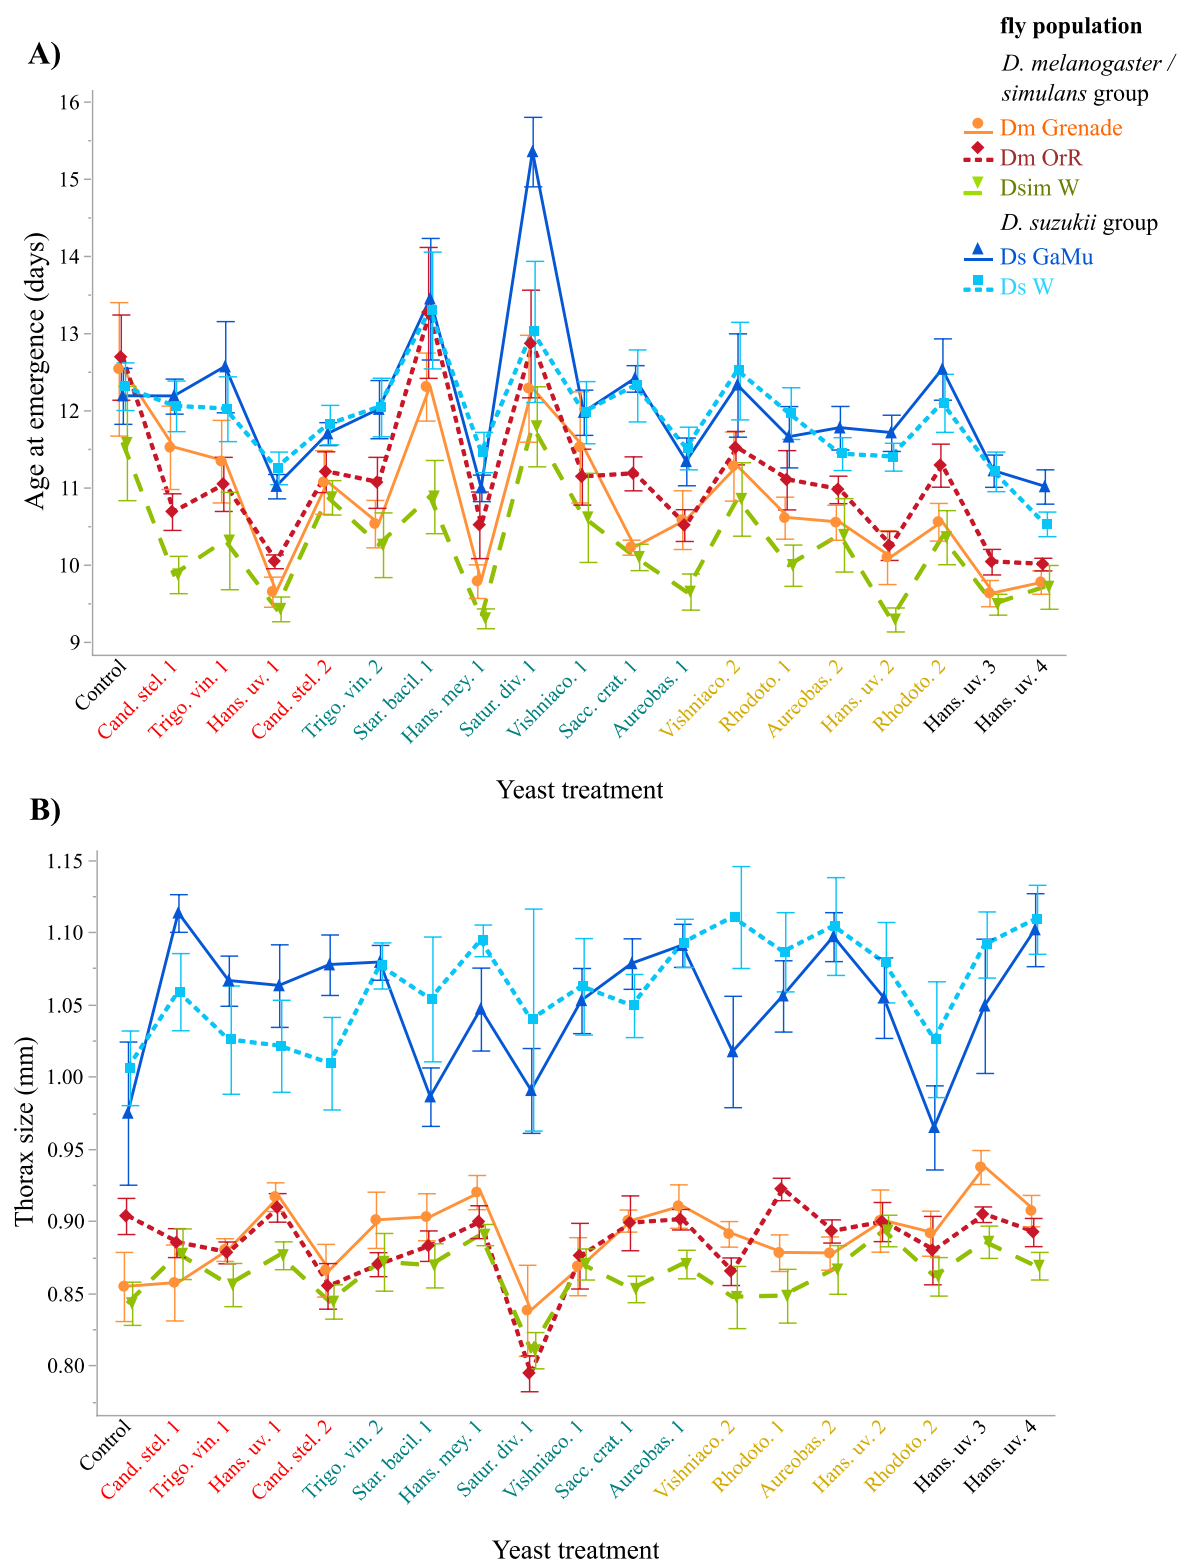 A)
fly population
D. melanogaster /
simulans group
Dm Grenade
Dm OrR
Dsim W
D. suzukii group
Ds GaMu
Ds W
Age at emergence (days)
16
15
14
13
12
11
10
9
Control
Cand. stel. 1
Trigo. vin. 1
Hans. uv. 1
Cand. stel. 2
Trigo. vin. 2
Star. bacil. 1
Hans. mey. 1
Satur. div. 1
Vishniaco. 1
Sacc. crat. 1
Aureobas. 1
Vishniaco. 2
Rhodoto. 1
Aureobas. 2
Hans. uv. 2
Rhodoto. 2
Hans. uv. 3
Hans. uv. 4
Yeast treatment
B)
Thorax size (mm)
1.15
1.10
1.05
1.00
0.95
0.90
0.85
0.80
Control
Cand. stel. 1
Trigo. vin. 1
Hans. uv. 1
Cand. stel. 2
Trigo. vin. 2
Star. bacil. 1
Hans. mey. 1
Satur. div. 1
Vishniaco. 1
Sacc. crat. 1
Aureobas. 1
Vishniaco. 2
Rhodoto. 1
Aureobas. 2
Hans. uv. 2
Rhodoto. 2
Hans. uv. 3
Hans. uv. 4
Yeast treatment